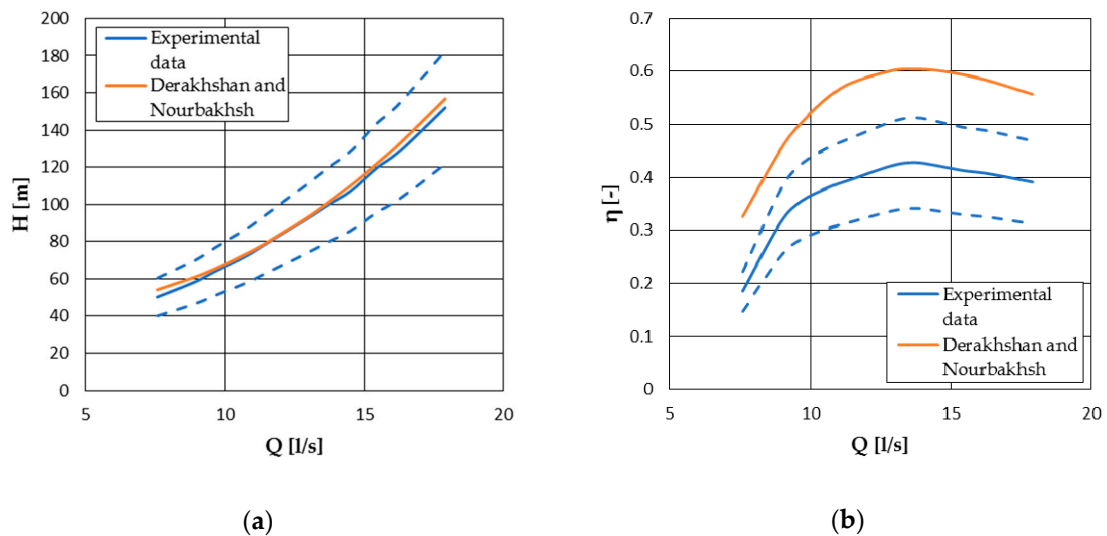 200
180
160
140
120
100
80
60
40
20
0
H [m]
Experimental
data
Derakhshan and
Nourbakhsh
5
10
15
20
Q [l/s]
(a)
0.7
0.6
0.5
0.4
0.3
0.2
0.1
0
η [-]
Experimental
data
Derakhshan and
Nourbakhsh
5
10
15
20
Q [l/s]
(b)